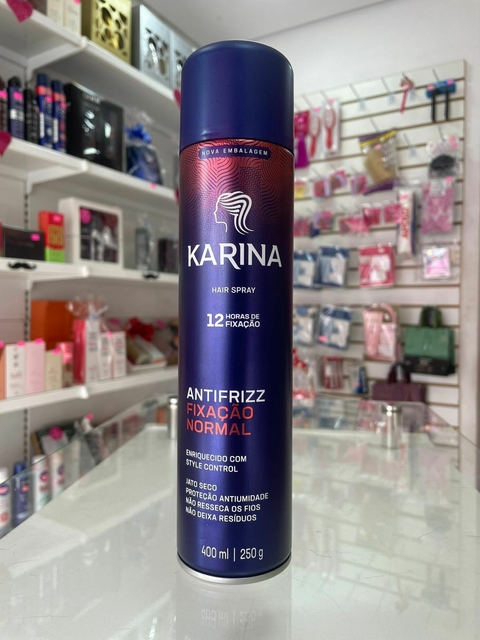 NOVA EMBALAGEM
KARINA
HAIR SPRAY
12 HORAS DE
FIXAÇÃO
ANTIFRIZZ
FIXAÇÃO
NORMAL
ENRIQUECIDO COM
STYLE CONTROL
JATO SECO
PROTEÇÃO ANTIUMIDADE
NÃO RESSECA OS FIOS
NÃO DEIXA RESÍDUOS
400 ml | 250 g